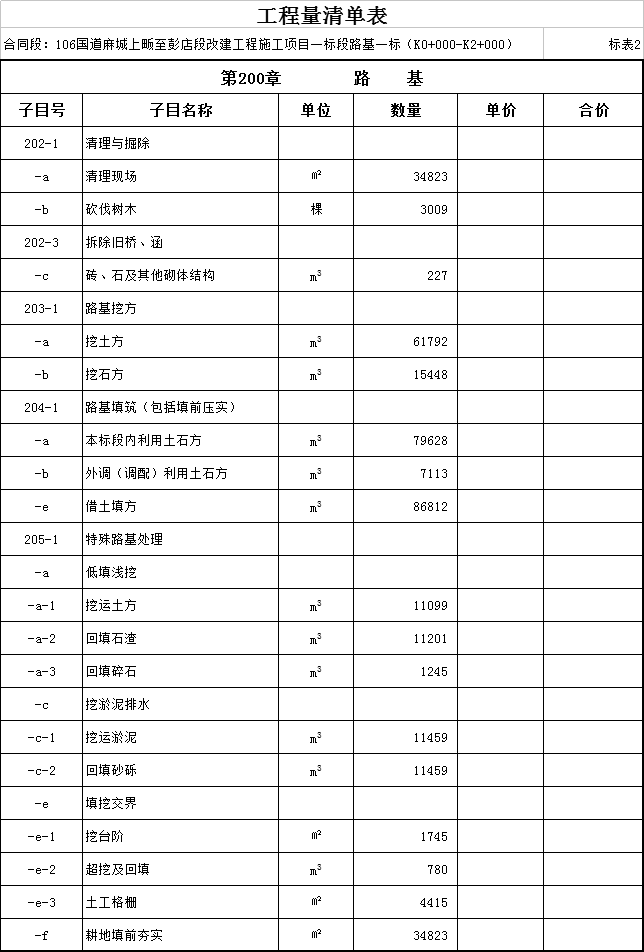 工程量清单表
合同段：106国道麻城上畈至彭店段改建工程施工项目一标段路基一标（K0+000-K2+000） 标表2
第200章 路 基
子目号 子目名称 单位 数量 单价 合价
202-1 清理与掘除
-a 清理现场 m² 34823
-b 砍伐树木 棵 3009
202-3 拆除旧桥、涵
-c 砖、石及其他砌体结构 m³ 227
203-1 路基挖方
-a 挖土方 m³ 61792
-b 挖石方 m³ 15448
204-1 路基填筑（包括填前压实）
-a 本标段内利用土石方 m³ 79628
-b 外调（调配）利用土石方 m³ 7113
-e 借土填方 m³ 86812
205-1 特殊路基处理
-a 低填浅挖
-a-1 挖运土方 m³ 11099
-a-2 回填石渣 m³ 11201
-a-3 回填碎石 m³ 1245
-c 挖淤泥排水
-c-1 挖运淤泥 m³ 11459
-c-2 回填砂砾 m³ 11459
-e 填挖交界
-e-1 挖台阶 m² 1745
-e-2 超挖及回填 m³ 780
-e-3 土工格栅 m² 4415
-f 耕地填前夯实 m² 34823